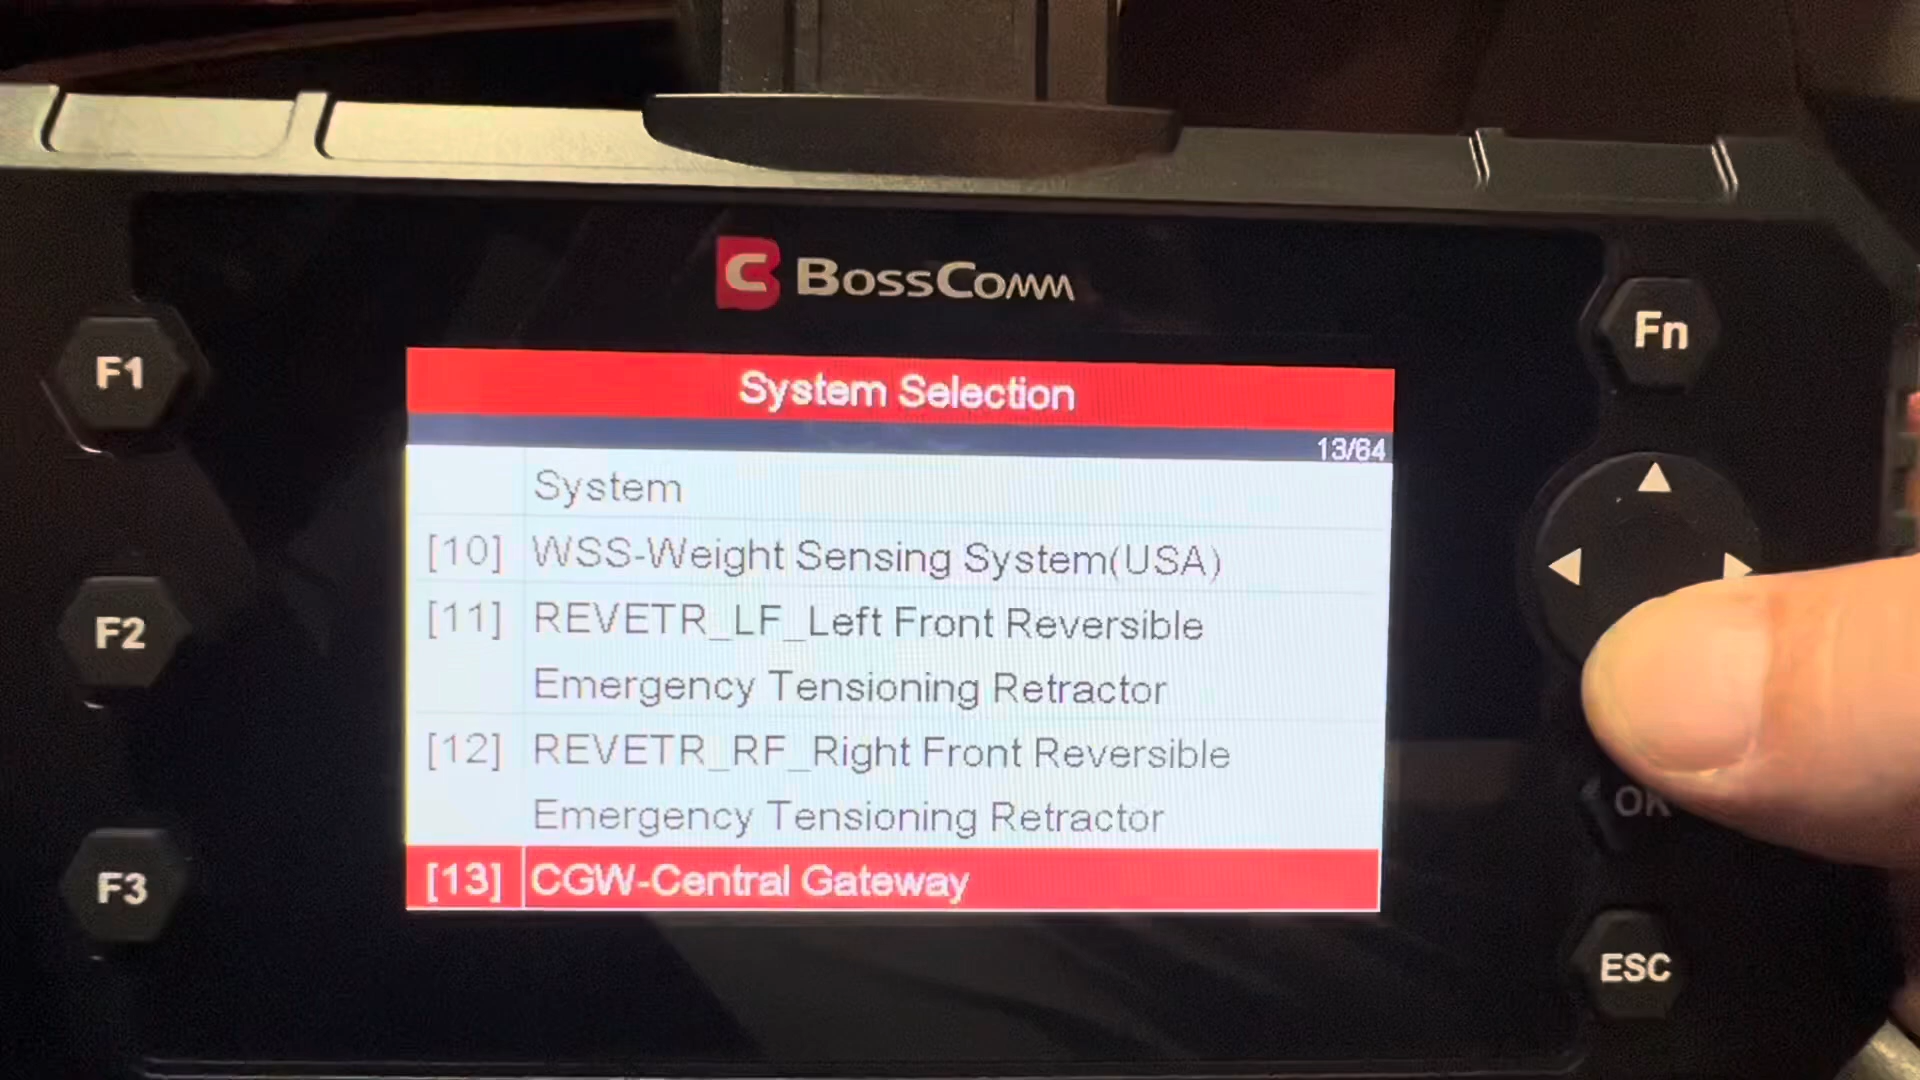 BossComm
F1
Fn
System Selection
13/64
System
[10] WSS-Weight Sensing System(USA)
[11] REVETR_LF_Left Front Reversible
Emergency Tensioning Retractor
F2
[12] REVETR_RF_Right Front Reversible
Emergency Tensioning Retractor
OK
[13] CGW-Central Gateway
F3
ESC